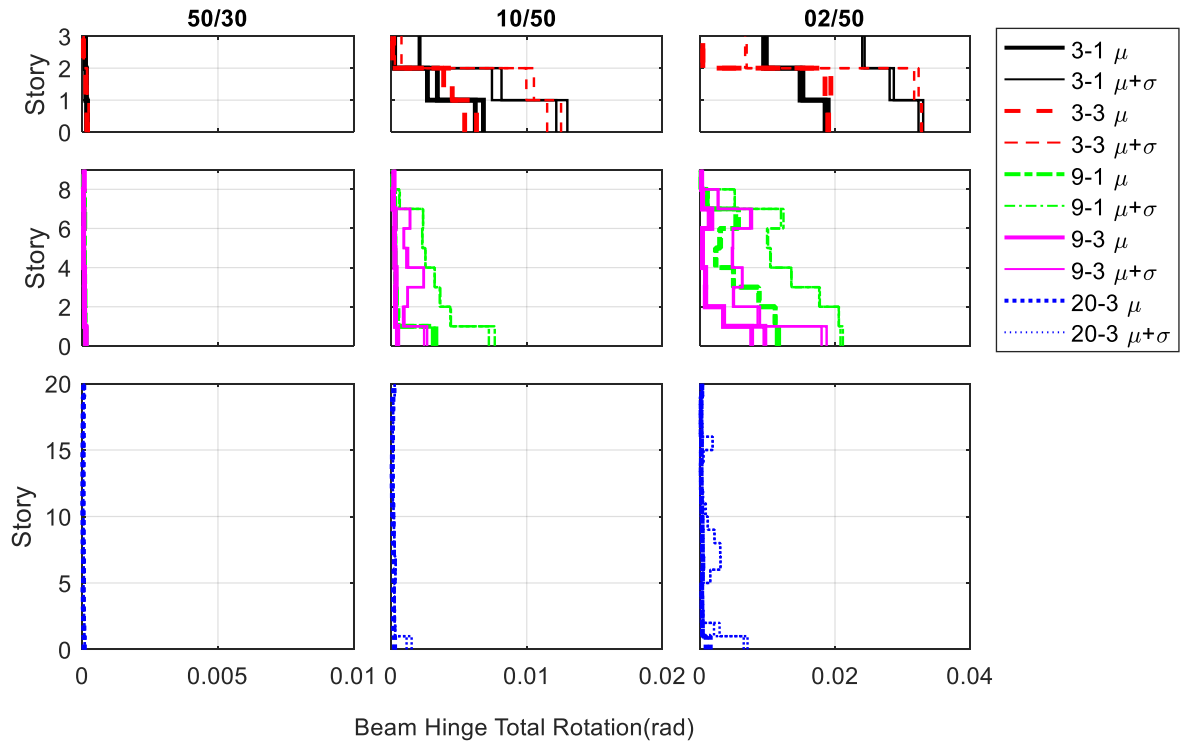 50/30 10/50 02/50
3
2
1
0
Story
3-1 μ
3-1 μ+σ
3-3 μ
3-3 μ+σ
9-1 μ
9-1 μ+σ
9-3 μ
9-3 μ+σ
20-3 μ
20-3 μ+σ
8
6
4
2
0
Story
20
15
10
5
0
Story
0 0.005 0.01 0 0.01 0.02 0 0.02 0.04
Beam Hinge Total Rotation(rad)